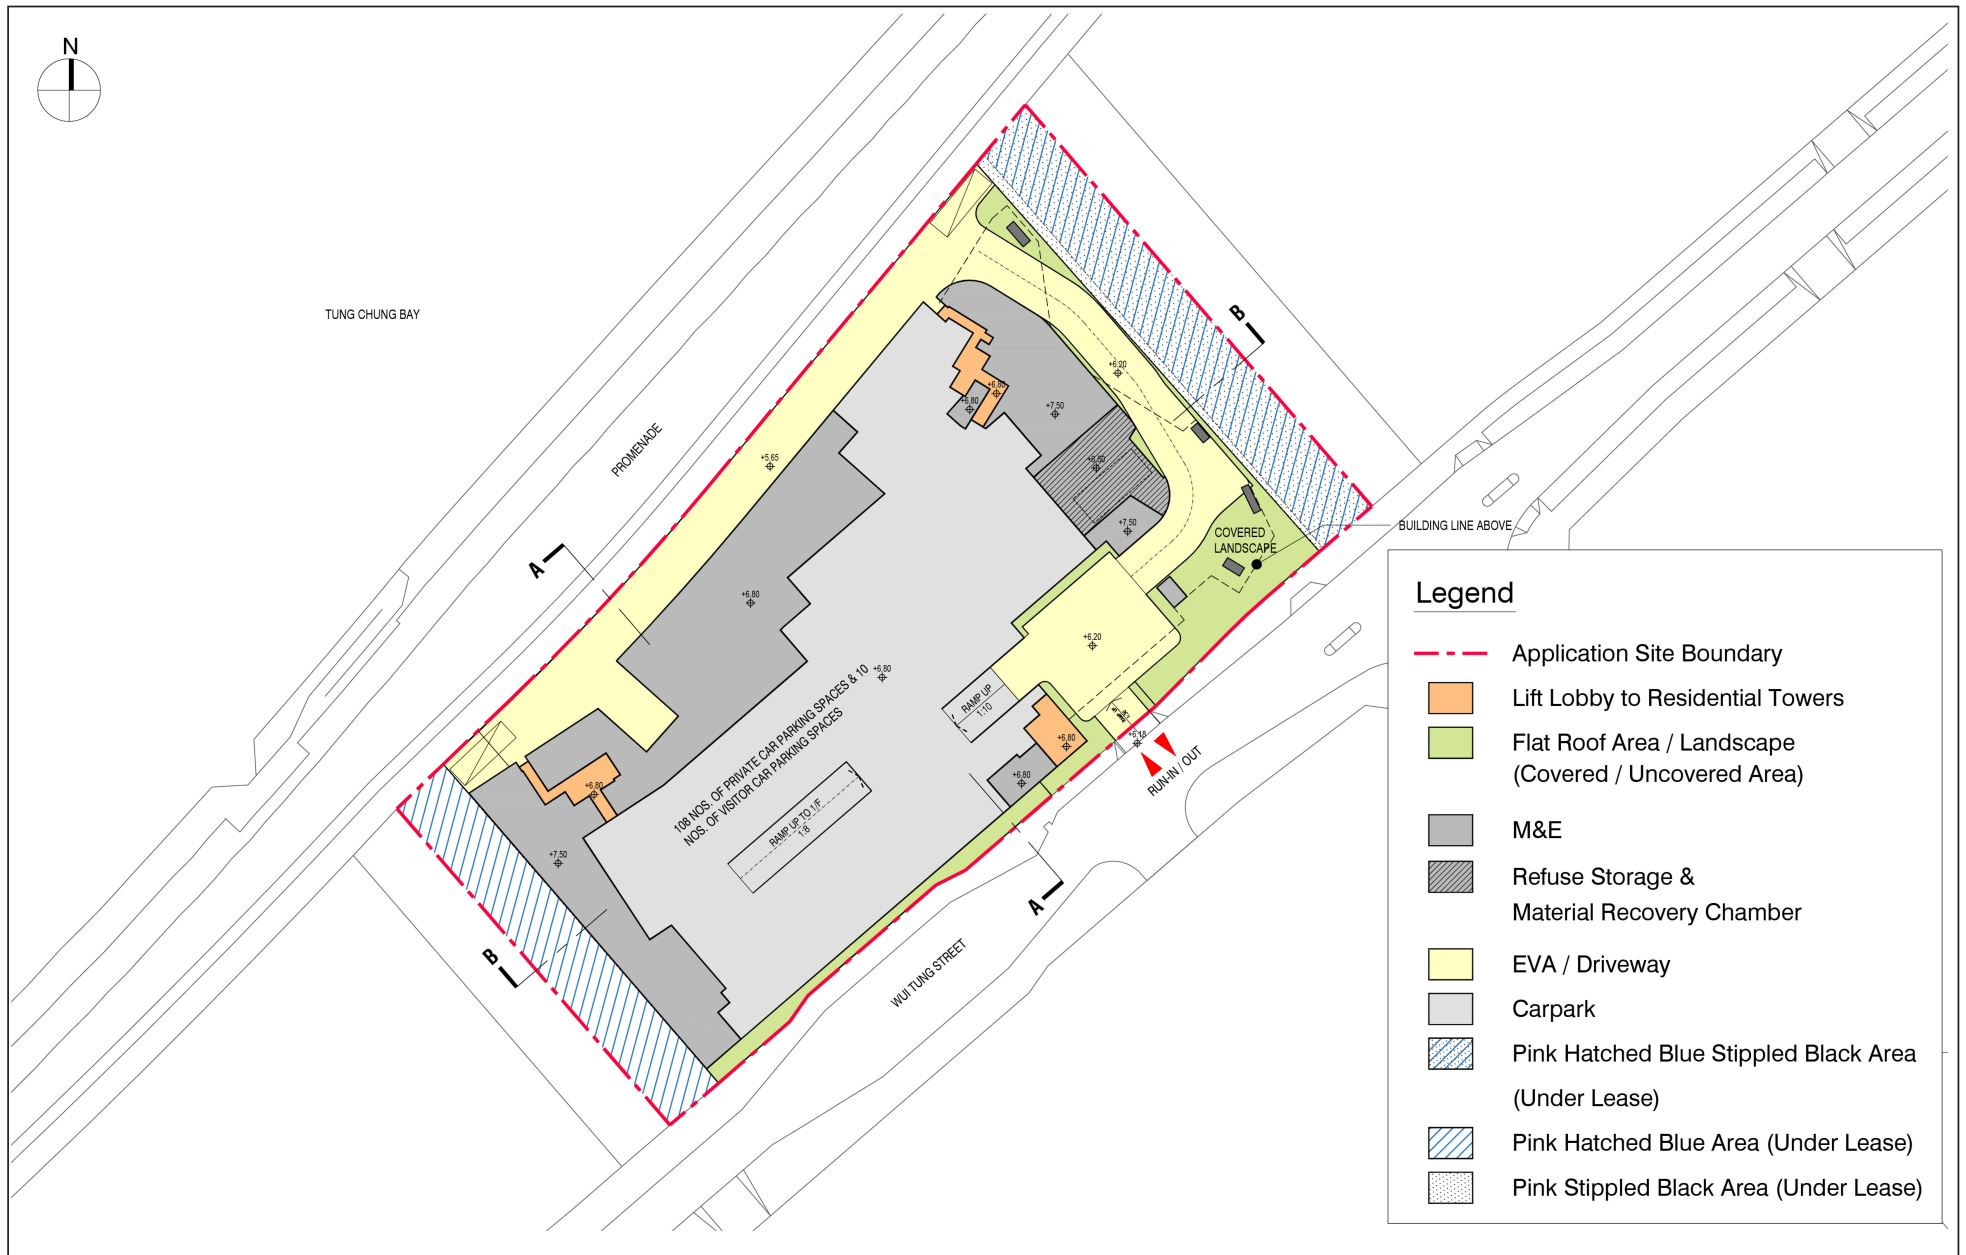 N
TUNG CHUNG BAY
PROMENADE
B
+6.20
+6.80
+6.80
+7.50
+5.65
+6.50
+7.50
COVERED
LANDSCAPE
BUILDING LINE ABOVE
A
+6.80
+6.20
+6.80
108 NOS. OF PRIVATE CAR PARKING SPACES & 10
NOS. OF VISITOR CAR PARKING SPACES
RAMP UP
1:10
+6.80
+6.18
RUN-IN / OUT
+6.80
+6.80
RAMP UP TO 1/F
1:8
+7.50
A
B
WUI TUNG STREET
Legend
Application Site Boundary
Lift Lobby to Residential Towers
Flat Roof Area / Landscape
(Covered / Uncovered Area)
M&E
Refuse Storage &
Material Recovery Chamber
EVA / Driveway
Carpark
Pink Hatched Blue Stippled Black Area
(Under Lease)
Pink Hatched Blue Area (Under Lease)
Pink Stippled Black Area (Under Lease)